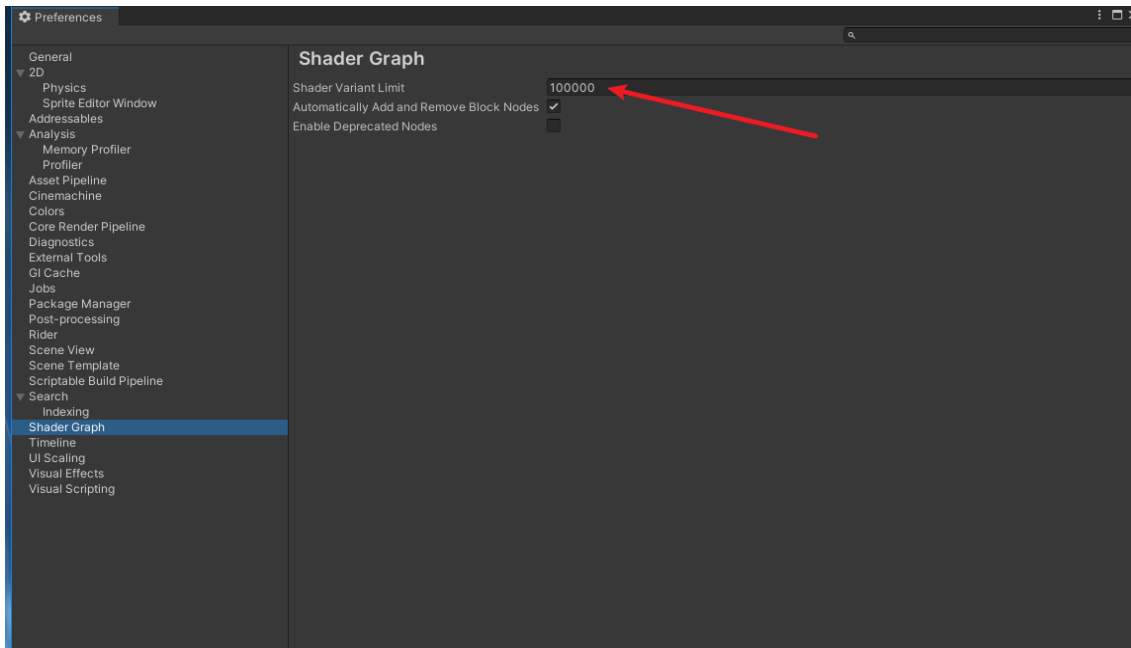 Preferences
General
2D
Physics
Sprite Editor Window
Addressables
Analysis
Memory Profiler
Profiler
Asset Pipeline
Cinemachine
Colors
Core Render Pipeline
Diagnostics
External Tools
GI Cache
Jobs
Package Manager
Post-processing
Rider
Scene View
Scene Template
Scriptable Build Pipeline
Search
Indexing
Shader Graph
Timeline
UI Scaling
Visual Effects
Visual Scripting
Shader Graph
Shader Variant Limit 100000
Automatically Add and Remove Block Nodes
Enable Deprecated Nodes